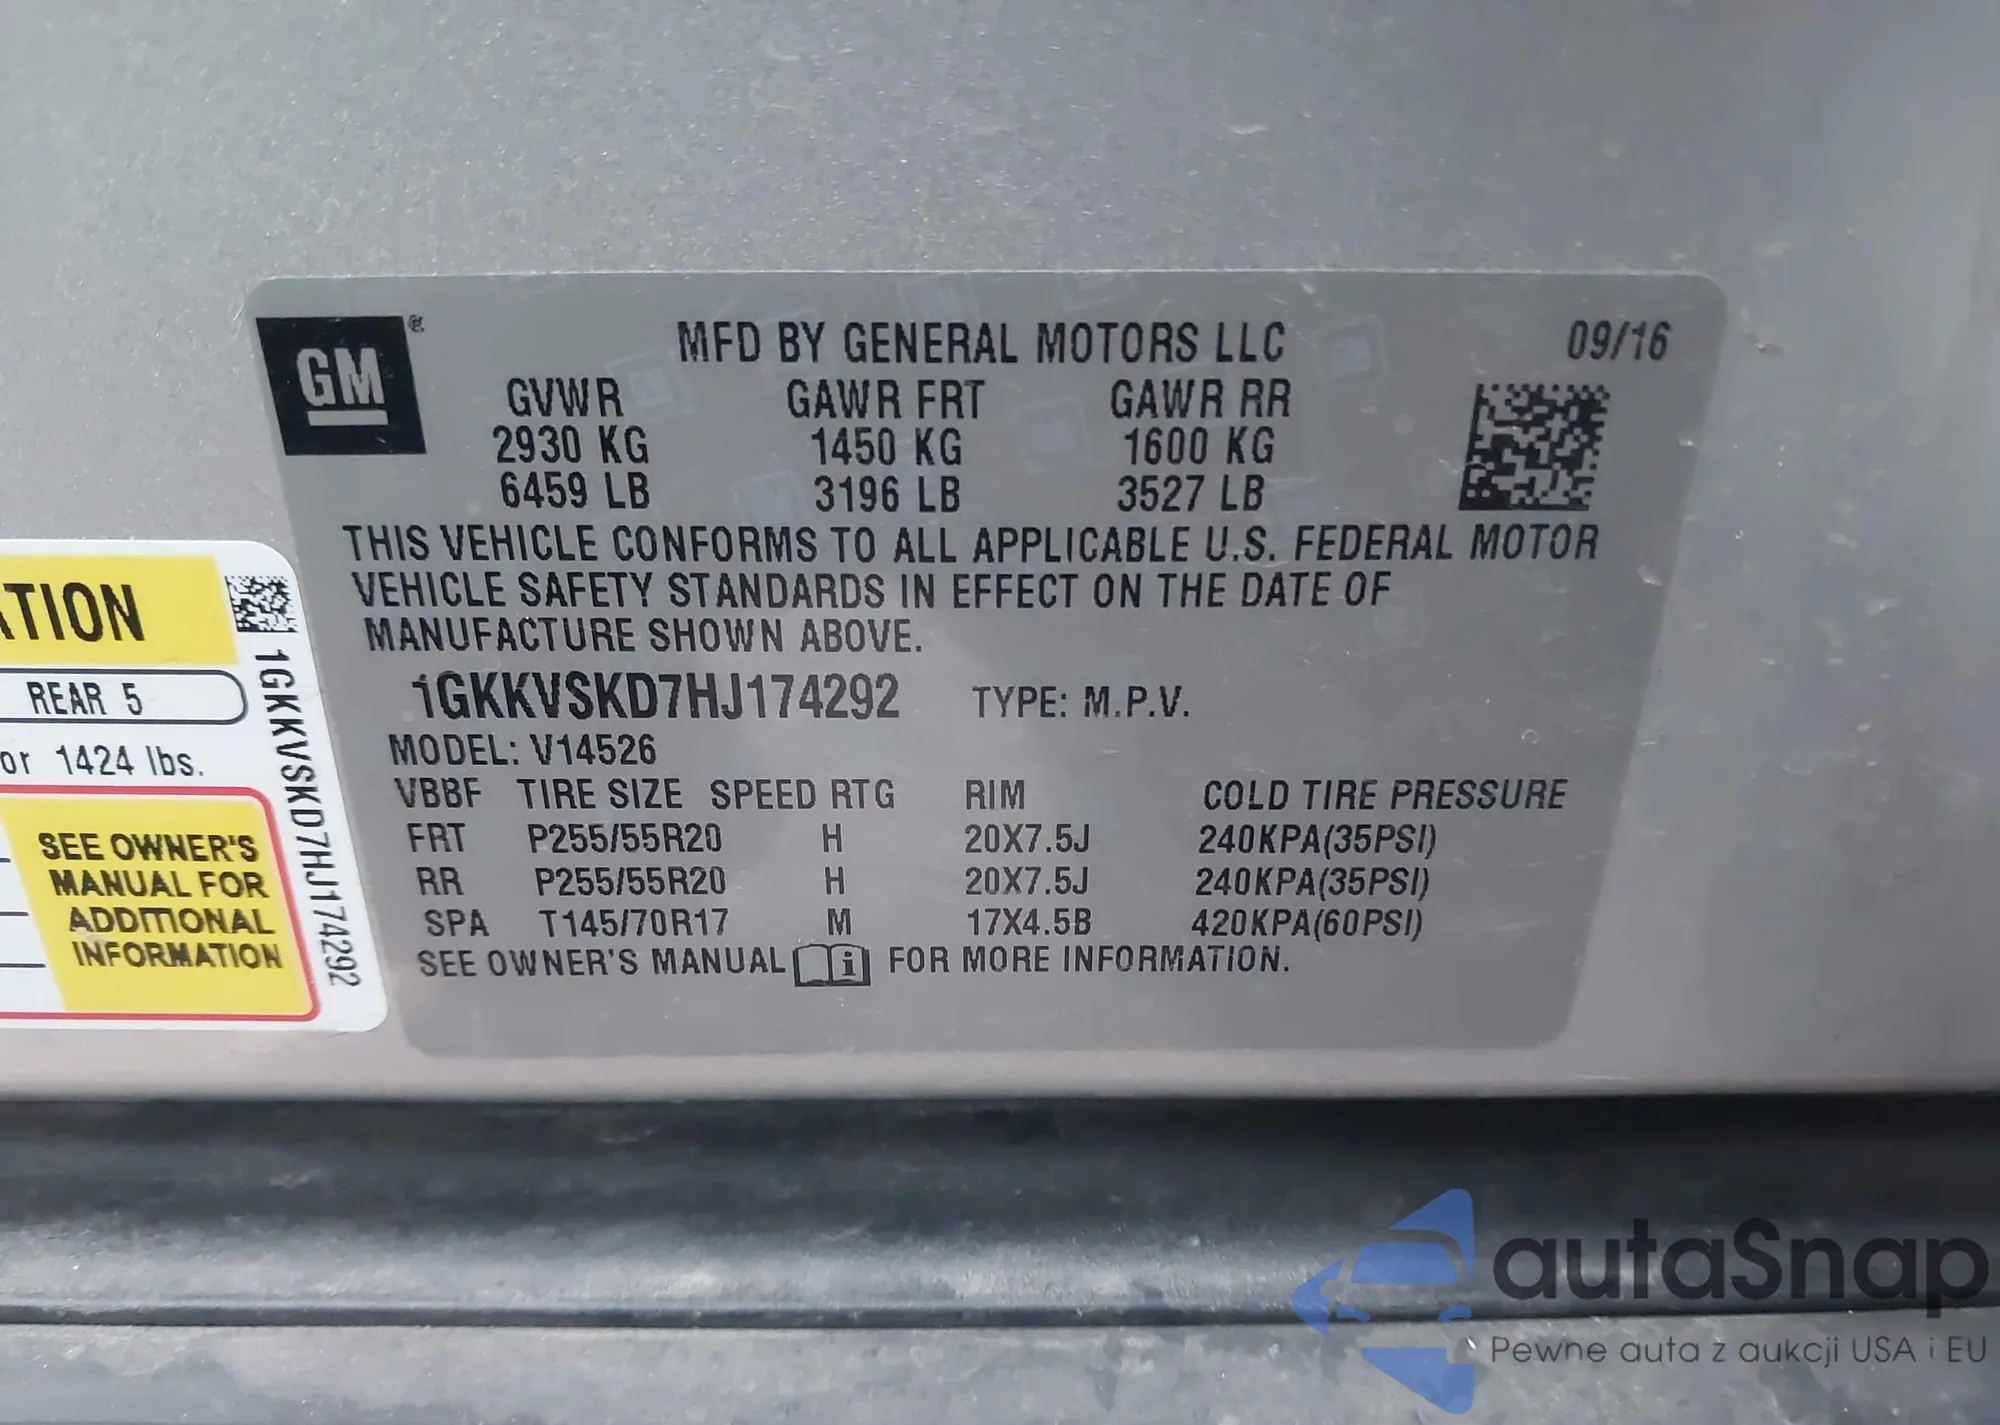 GM
MFD BY GENERAL MOTORS LLC 09/16
GVWR GAWR FRT GAWR RR
2930 KG 1450 KG 1600 KG
6459 LB 3196 LB 3527 LB
THIS VEHICLE CONFORMS TO ALL APPLICABLE U.S. FEDERAL MOTOR
VEHICLE SAFETY STANDARDS IN EFFECT ON THE DATE OF
MANUFACTURE SHOWN ABOVE.
1GKKVSKD7HJ174292 TYPE: M.P.V.
MODEL: V14526
VBBF TIRE SIZE SPEED RTG RIM COLD TIRE PRESSURE
FRT P255/55R20 H 20X7.5J 240KPA(35PSI)
RR P255/55R20 H 20X7.5J 240KPA(35PSI)
SPA T145/70R17 M 17X4.5B 420KPA(60PSI)
SEE OWNER'S MANUAL i FOR MORE INFORMATION.
ATION
REAR 5
or 1424 lbs.
SEE OWNER'S
MANUAL FOR
ADDITIONAL
INFORMATION
1GKKVSKD7HJ174292
autaSnap
Pewne auta z aukcji USA i EU